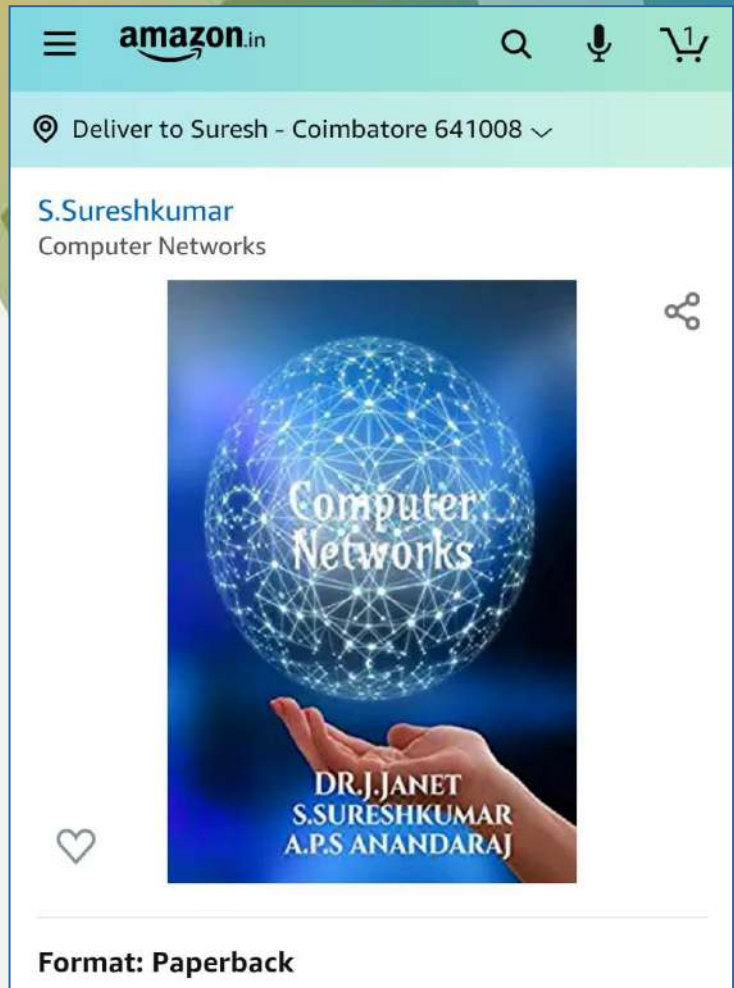 amazon.in
1
Deliver to Suresh - Coimbatore 641008
S.Sureshkumar
Computer Networks
Computer
Networks
DR.J.JANET
S.SURESHKUMAR
A.P.S ANANDARAJ
Format: Paperback